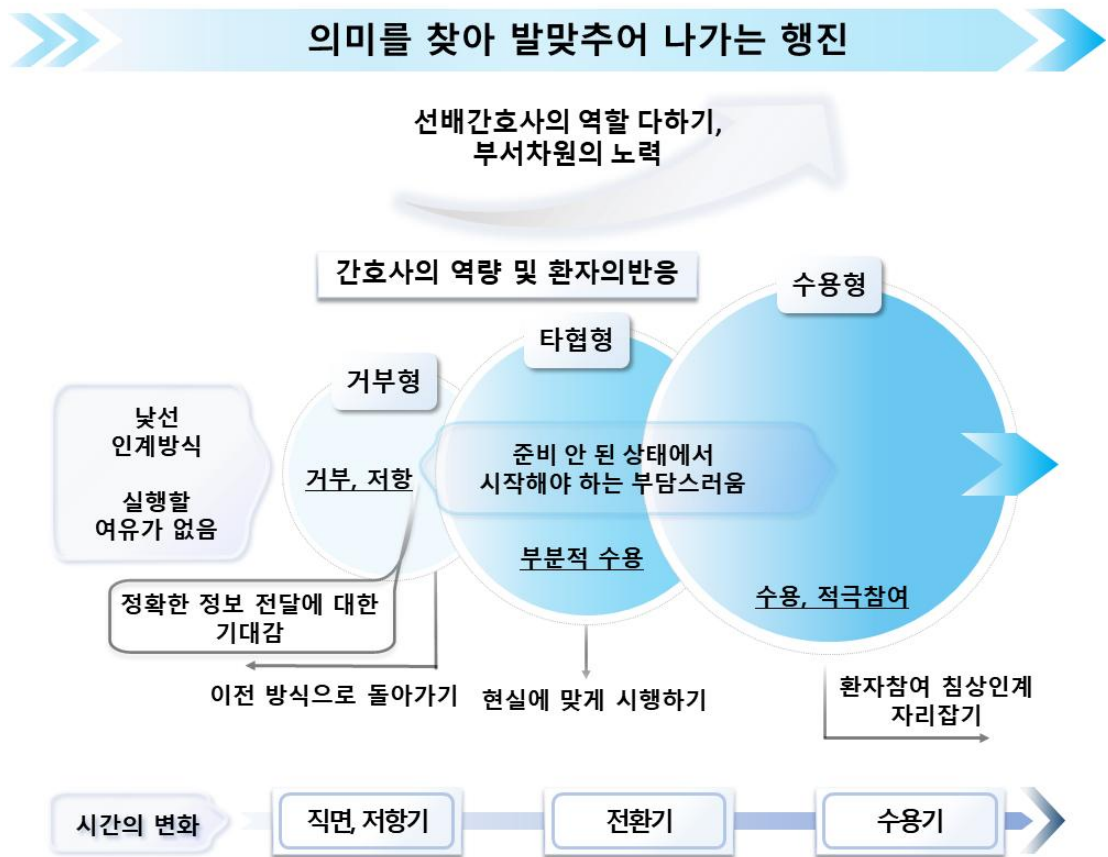 의미를 찾아 발맞추어 나가는 행진
선배간호사의 역할 다하기,
부서차원의 노력
간호사의 역량 및 환자의반응
수용형
타협형
거부형
낯선
인계방식
실행할
여유가 없음
거부, 저항
준비 안 된 상태에서
시작해야 하는 부담스러움
부분적 수용
수용, 적극참여
정확한 정보 전달에 대한
기대감
이전 방식으로 돌아가기
현실에 맞게 시행하기
환자참여 침상인계
자리잡기
시간의 변화
직면, 저항기
전환기
수용기